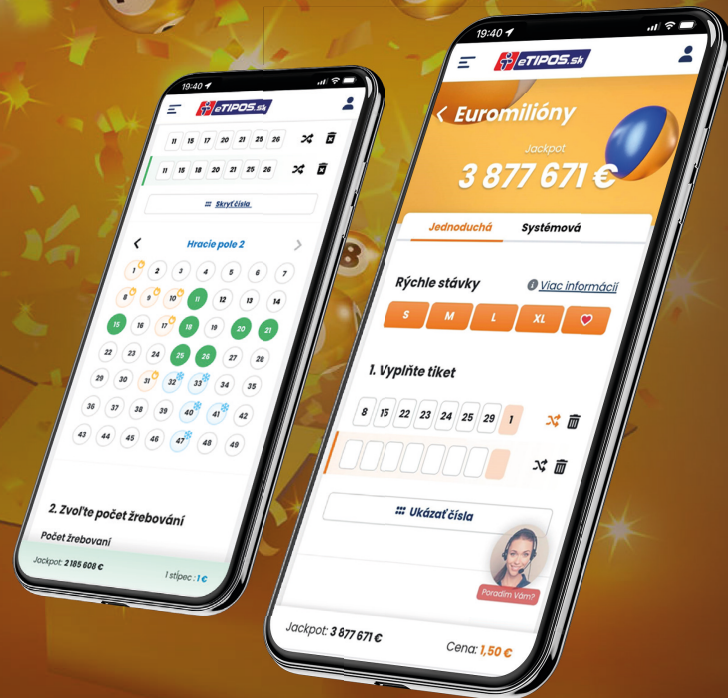 19:40
eTIPOS.sk
11 15 17 20 21 25 26
11 15 18 20 21 25 26
Skryť čísla
Hracie pole 2
1 2 3 4 5 6 7
8 9 10 11 12 13 14
15 16 17 18 19 20 21
22 23 24 25 26 27 28
29 30 31 32 33 34 35
36 37 38 39 40 41 42
43 44 45 46 47 48 49
2. Zvoľte počet žrebování
Počet žrebovaní
Jackpot: 2 185 608 €
1 stĺpec : 1 €
19:40
eTIPOS.sk
Euromilióny
Jackpot
3 877 671 €
Jednoduchá Systémová
Rýchle stávky
i Viac informácií
S M L XL
1. Vyplňte tiket
8 15 22 23 24 25 29 1
Ukázať čísla
Poradím Vám?
Jackpot: 3 877 671 €
Cena: 1,50 €
8